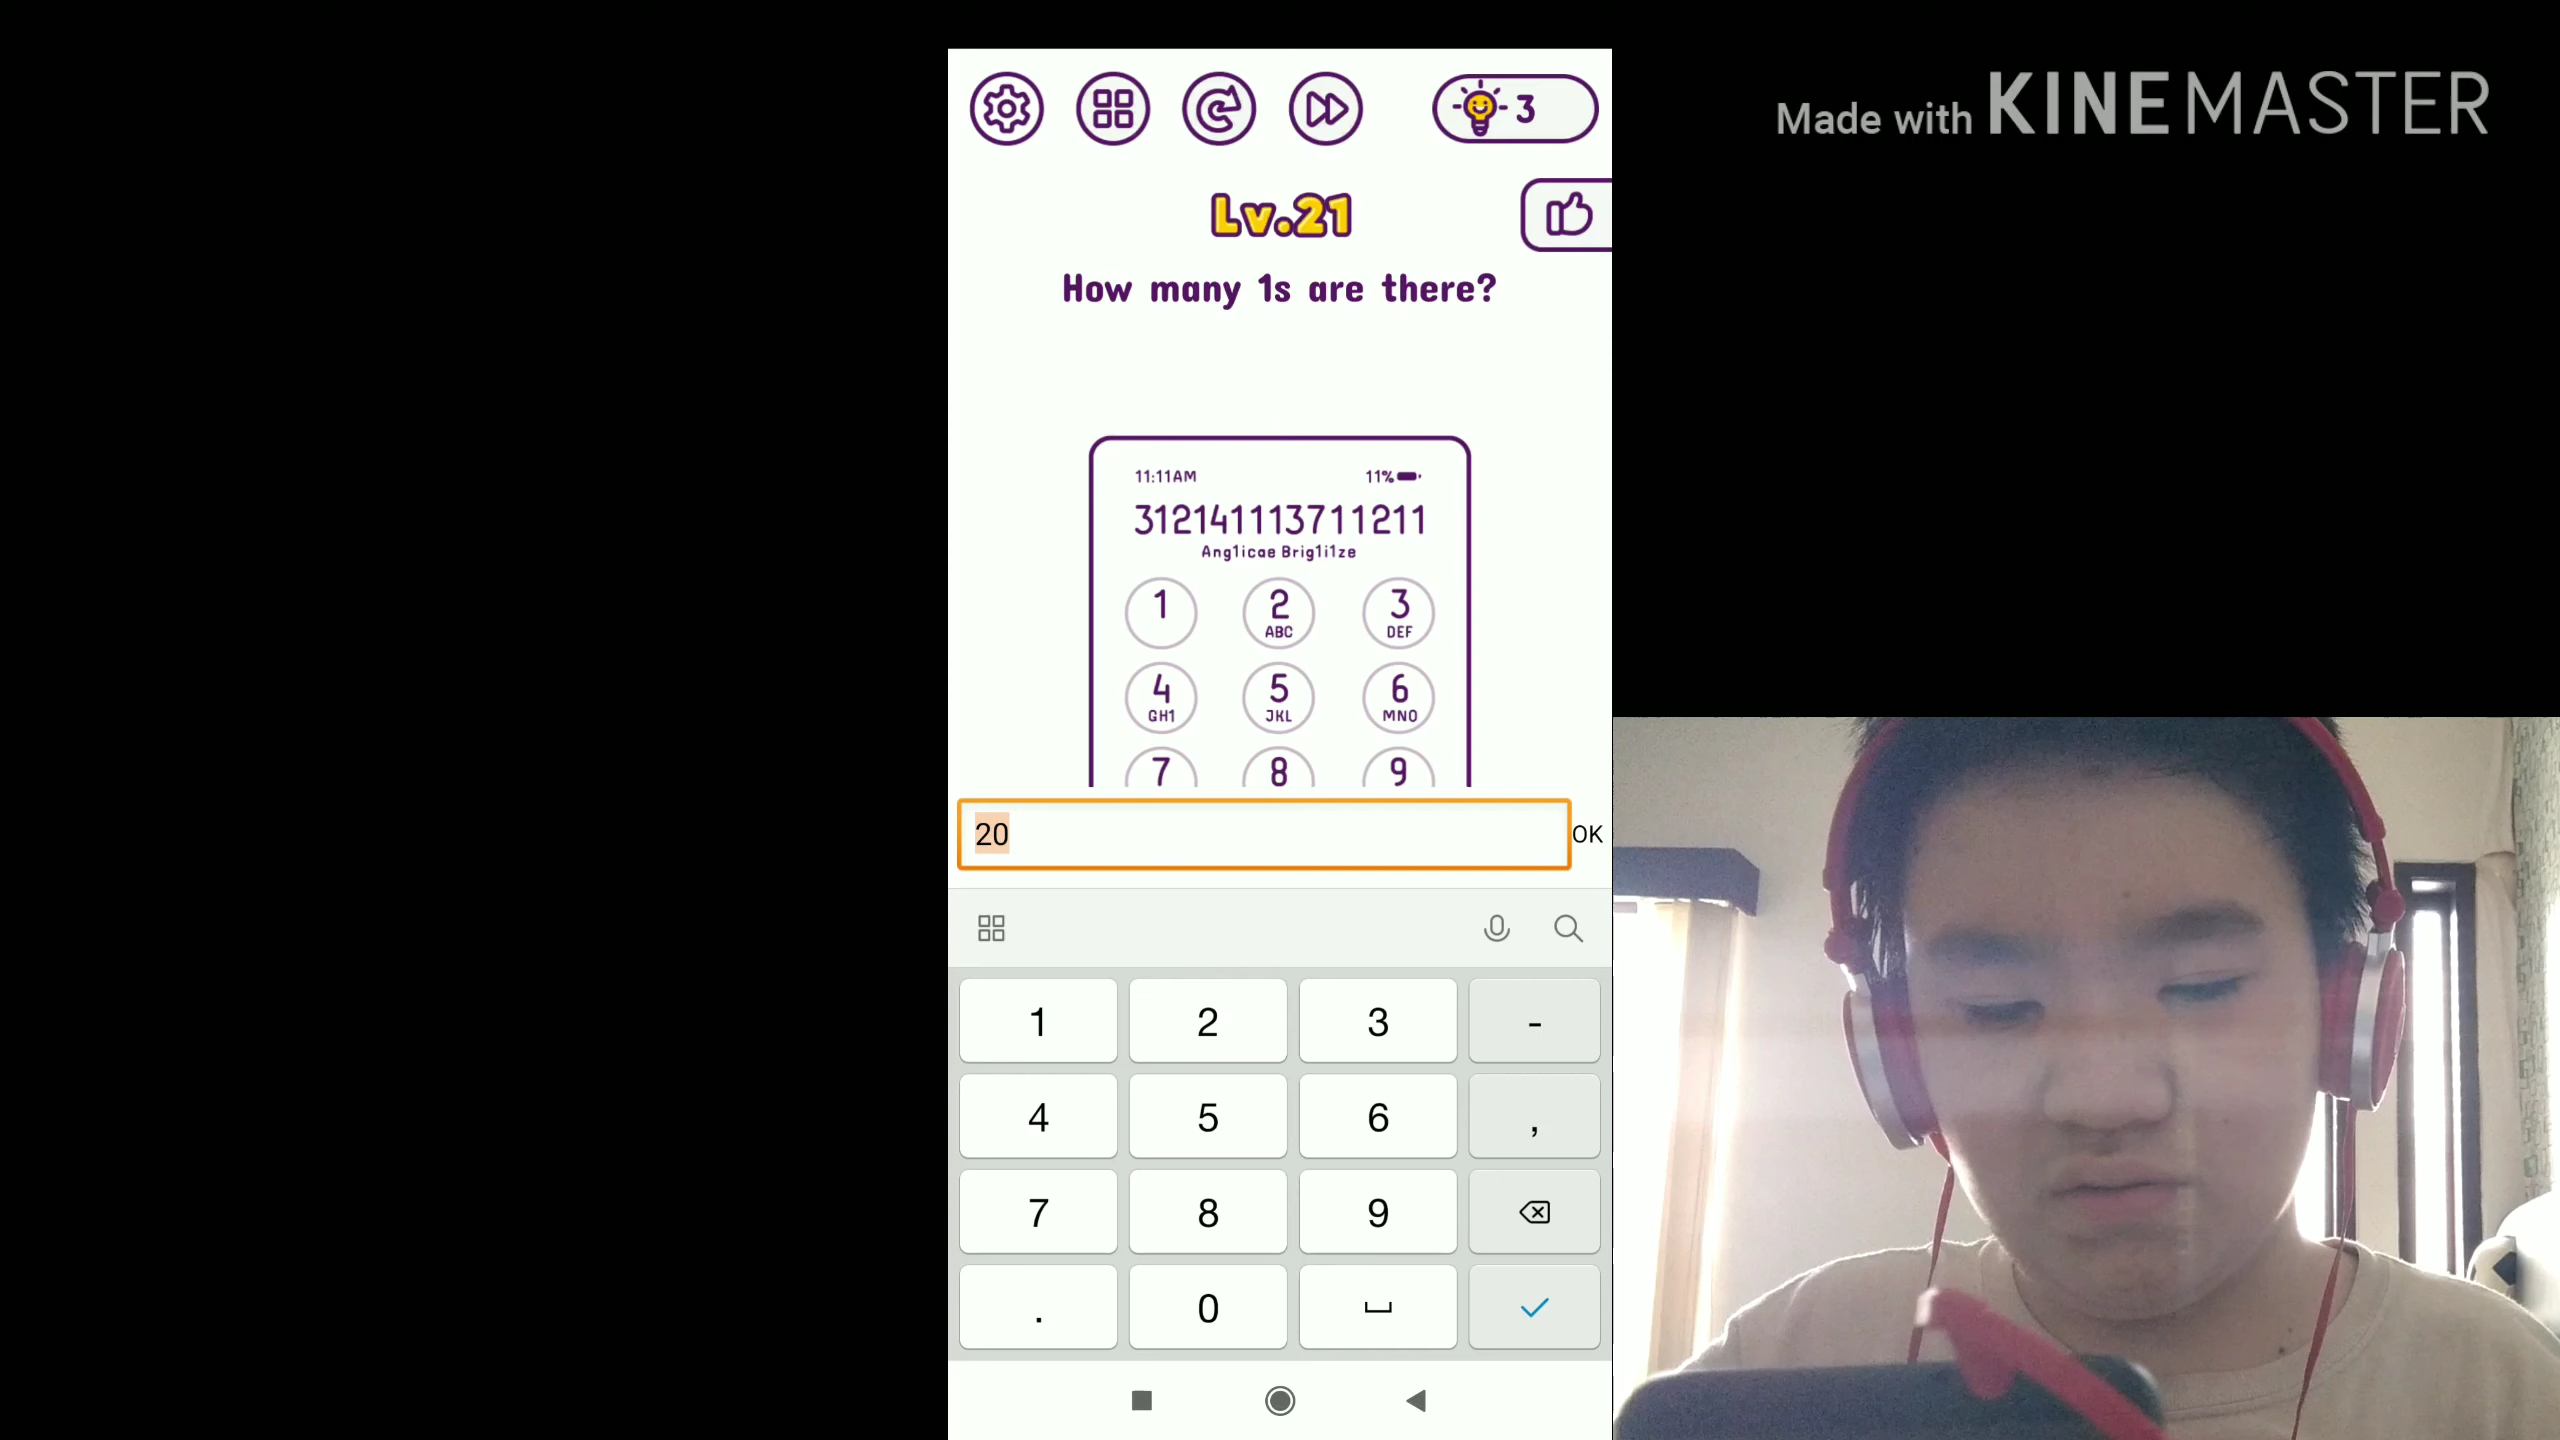 Made with KINEMASTER
3
Lv.21
How many 1s are there?
11:11AM 11%
312141113711211
Ang1icae Brig1i1ze
1 2 3
ABC DEF
4 5 6
GH1 JKL MNO
7 8 9
20 OK
1 2 3 -
4 5 6 ,
7 8 9
. 0